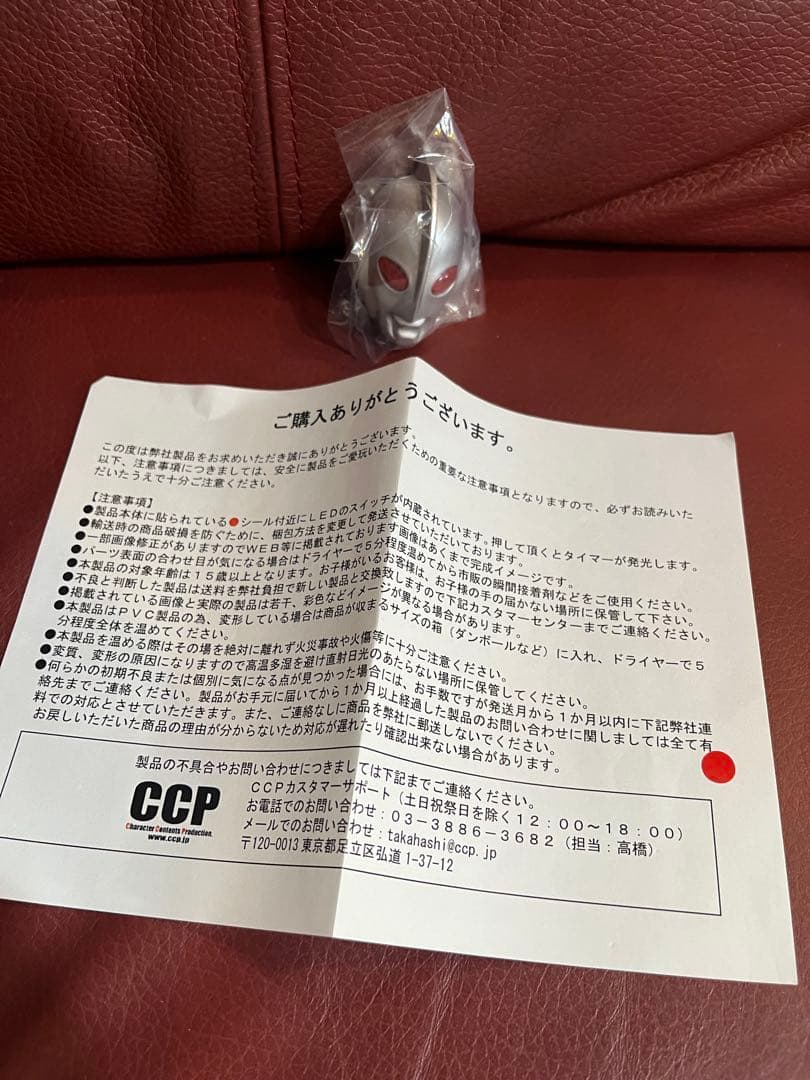 ご購入ありがとうございます。
この度は弊社製品をお求めいただき誠にありがとうございます。
以下、注意事項につきましては、安全に製品をご愛玩いただくための重要な注意事項となりますので、必ずお読みいた
だいたうえで十分ご注意ください。
【注意事項】
●製品本体に貼られている●シール付近にLEDのスイッチが内蔵されています。押して頂くとタイマーが発光します。
●輸送時の商品破損を防ぐために、梱包方法を変更して発送させていただいております。
●一部画像修正がありますのでWEB等に掲載されております画像はあくまで完成イメージです。
●パーツ表面の合わせ目が気になる場合はドライヤーで5分程度温めてから市販の瞬間接着剤などをご使用ください。
●本製品の対象年齢は15歳以上となります。お子様がいるお客様は、お子様の手の届かない場所に保管して下さい。
●不良と判断した製品は送料を弊社負担で新しい製品と交換致しますので下記カスタマーセンターまでご連絡ください。
●掲載されている画像と実際の製品は若干、彩色などイメージが異なる場合があります。
●本製品はPVC製品の為、変形している場合は商品が収まるサイズの箱（ダンボールなど）に入れ、ドライヤーで5
分程度全体を温めてください。
●本製品を温める際はその場を絶対に離れず火災事故や火傷等に十分ご注意ください。
●変質、変形の原因になりますので高温多湿を避け直射日光のあたらない場所に保管してください。
●何らかの初期不良または個別に気になる点が見つかった場合には、お手数ですが発送月から1か月以内に下記弊社連
絡先までご連絡ください。製品がお手元に届いてから1か月以上経過した製品のお問い合わせに関しましては全て有
料での対応とさせていただきます。また、ご連絡なしに商品を弊社に郵送しないでください。
お戻しいただいた商品の理由が分からないため対応が遅れたり確認出来ない場合があります。
製品の不具合やお問い合わせにつきましては下記までご連絡ください。
CCP
Character Contents Production.
www.ccp.jp
CCPカスタマーサポート（土日祝祭日を除く12：00～18：00）
お電話でのお問い合わせ：03-3886-3682（担当：高橋）
メールでのお問い合わせ：takahashi@ccp.jp
〒120-0013 東京都足立区弘道1-37-12